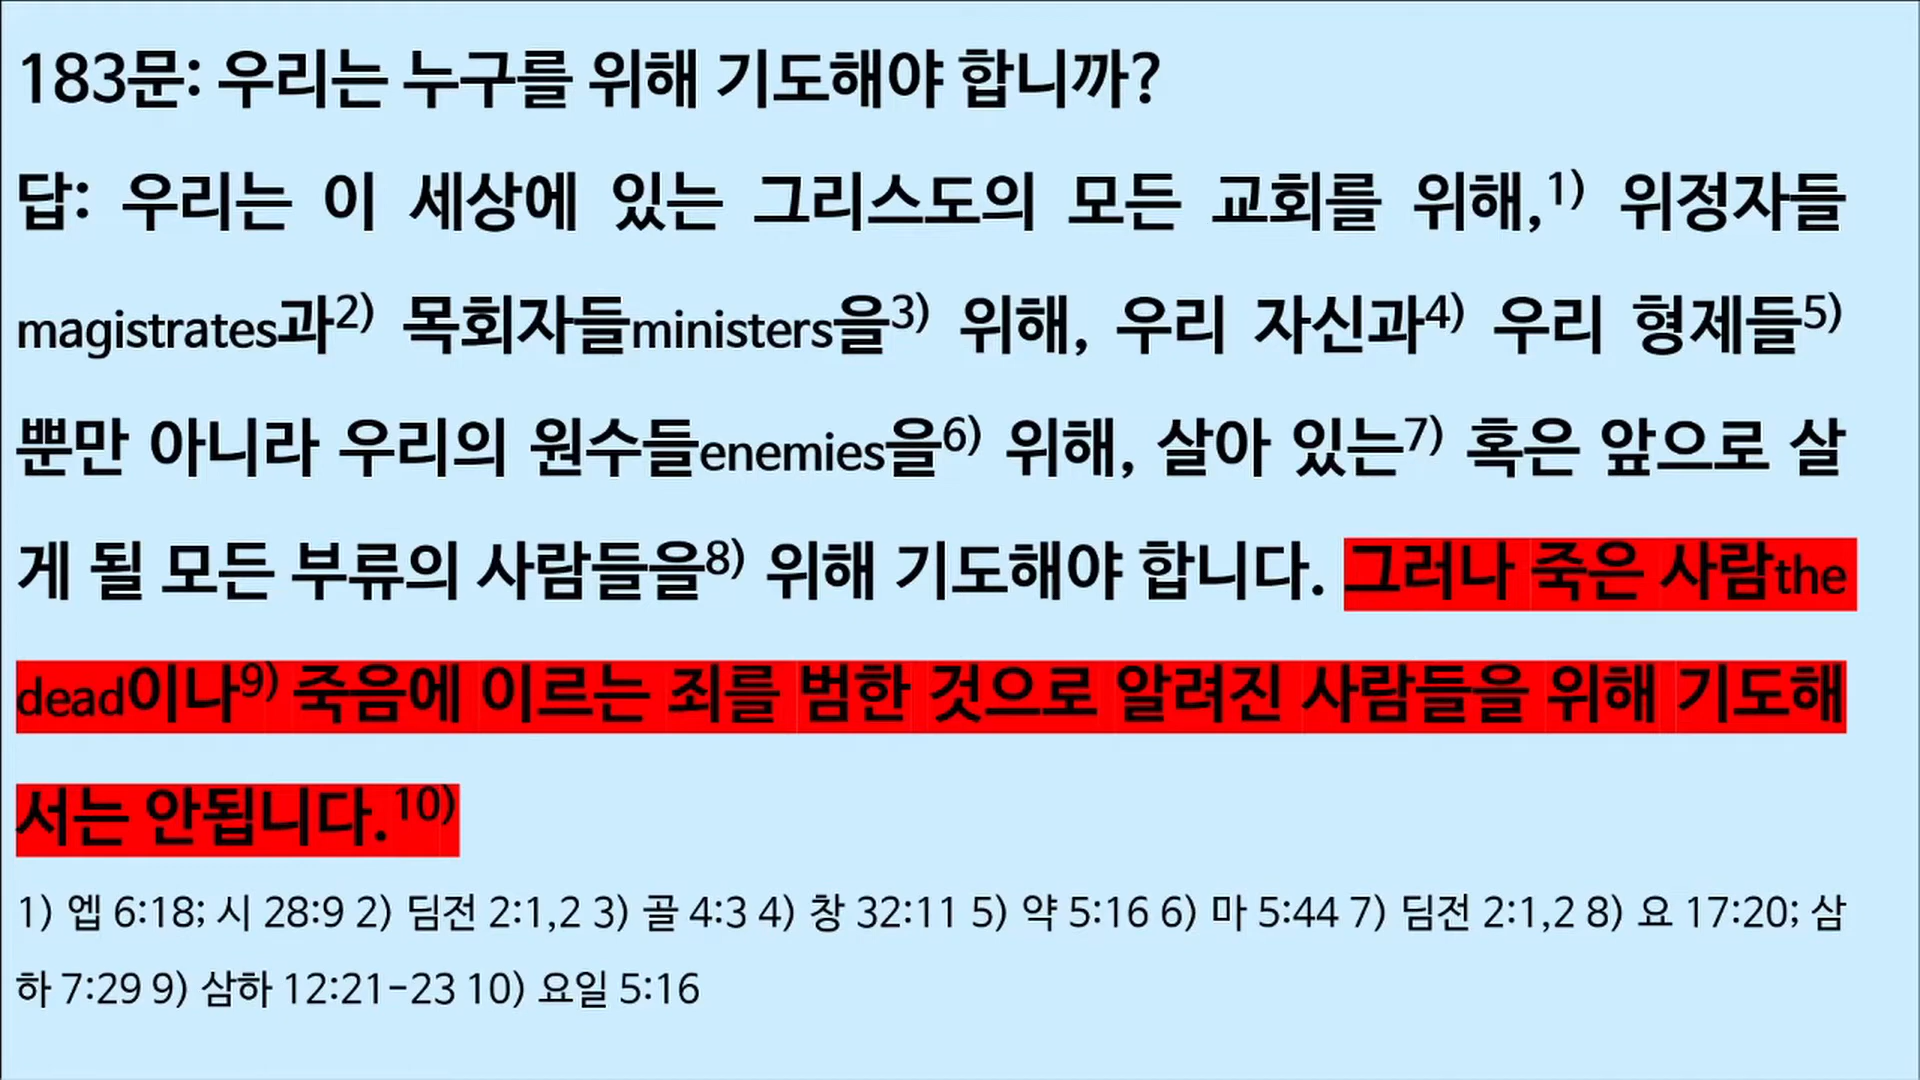 183문: 우리는 누구를 위해 기도해야 합니까?
답: 우리는 이 세상에 있는 그리스도의 모든 교회를 위해,1) 위정자들
magistrates과2) 목회자들ministers을3) 위해, 우리 자신과4) 우리 형제들5)
뿐만 아니라 우리의 원수들enemies을6) 위해, 살아 있는7) 혹은 앞으로 살
게 될 모든 부류의 사람들을8) 위해 기도해야 합니다. 그러나 죽은 사람the
dead이나9) 죽음에 이르는 죄를 범한 것으로 알려진 사람들을 위해 기도해
서는 안됩니다.10)
1) 엡 6:18; 시 28:9 2) 딤전 2:1,2 3) 골 4:3 4) 창 32:11 5) 약 5:16 6) 마 5:44 7) 딤전 2:1,2 8) 요 17:20; 삼
하 7:29 9) 삼하 12:21-23 10) 요일 5:16